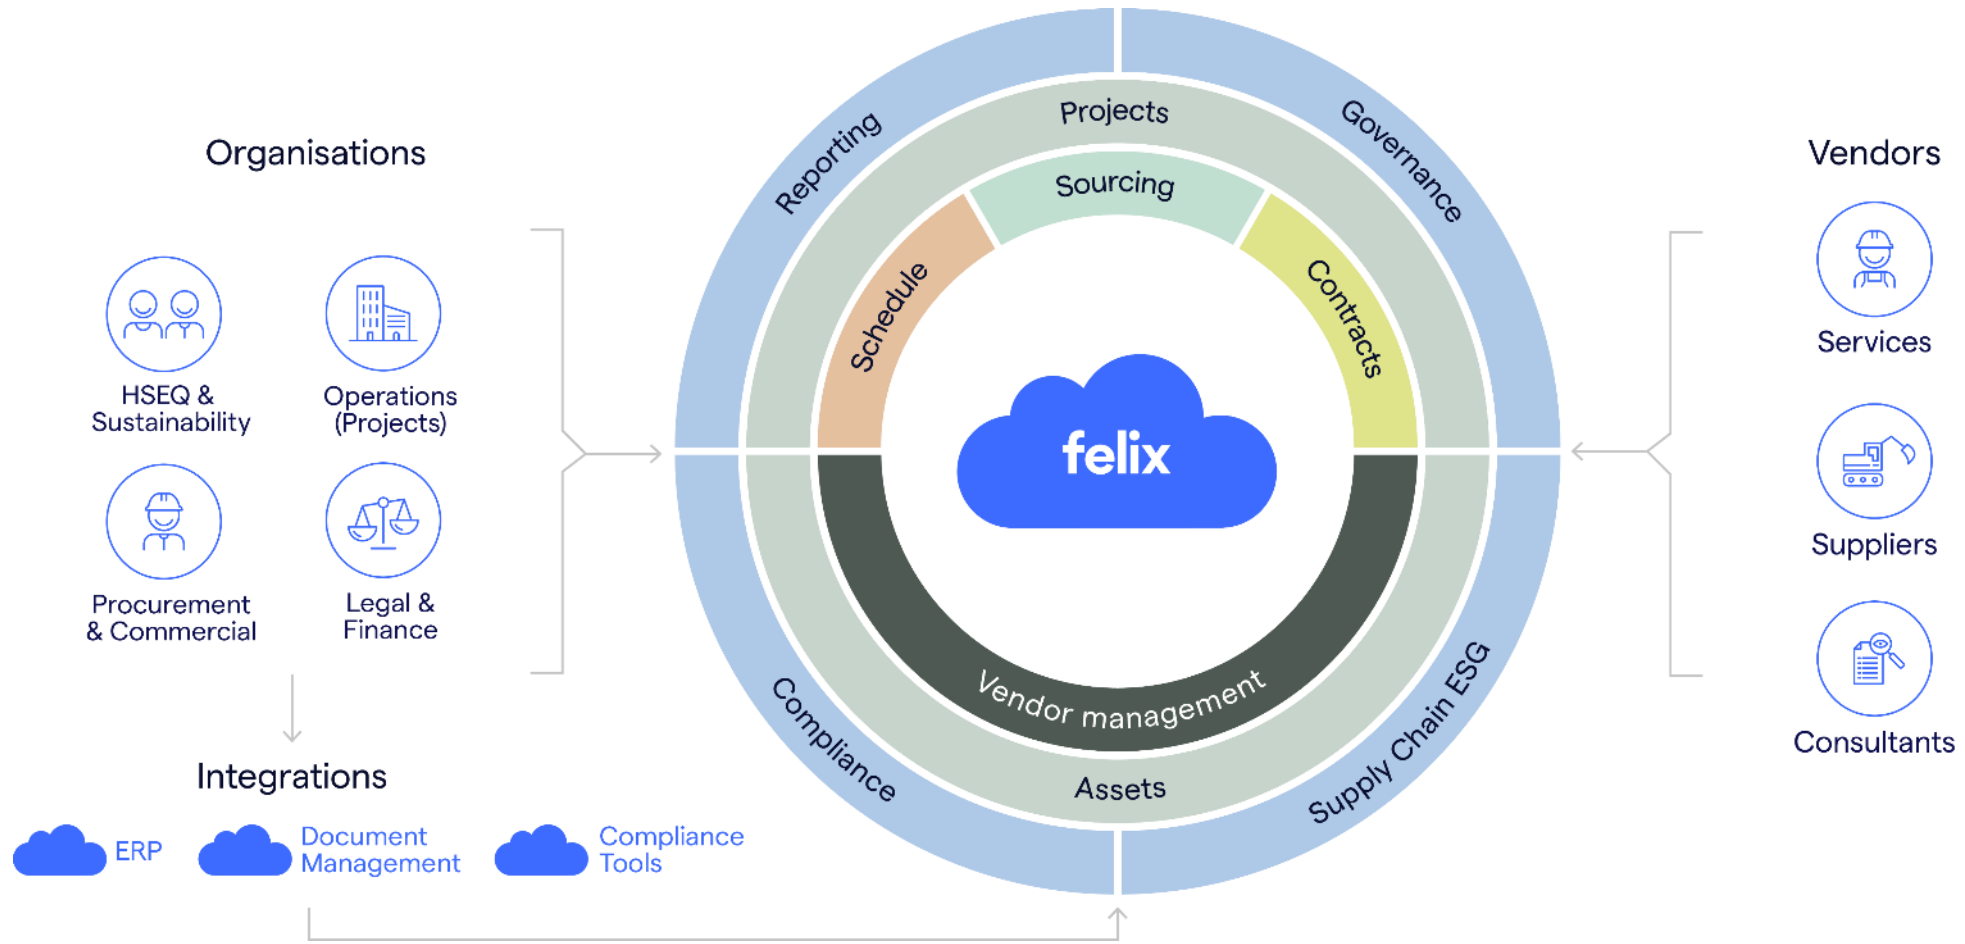 Organisations
HSEQ &
Sustainability
Operations
(Projects)
Procurement
& Commercial
Legal &
Finance
Integrations
ERP
Document
Management
Compliance
Tools
Reporting
Governance
Projects
Sourcing
Schedule
Contracts
felix
Vendor management
Assets
Compliance
Supply Chain ESG
Vendors
Services
Suppliers
Consultants